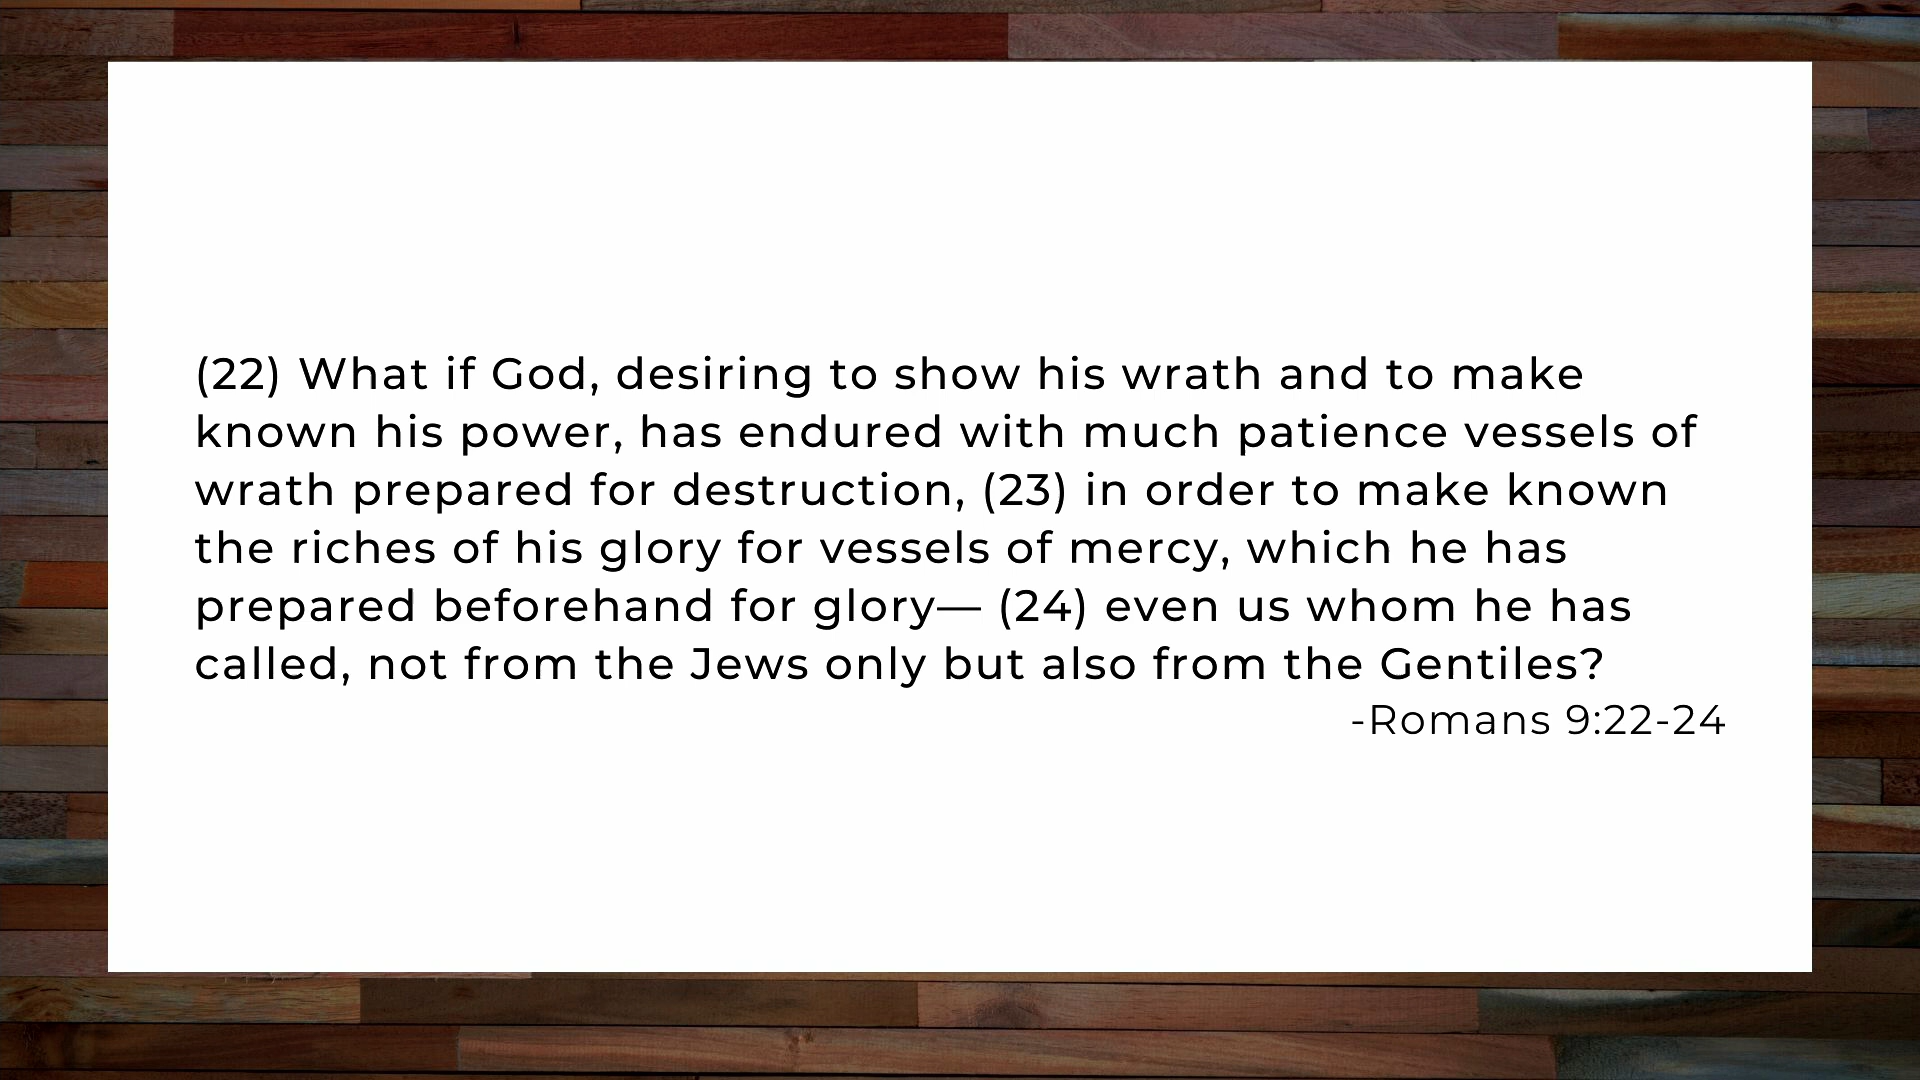 (22) What if God, desiring to show his wrath and to make
known his power, has endured with much patience vessels of
wrath prepared for destruction, (23) in order to make known
the riches of his glory for vessels of mercy, which he has
prepared beforehand for glory— (24) even us whom he has
called, not from the Jews only but also from the Gentiles?
-Romans 9:22-24